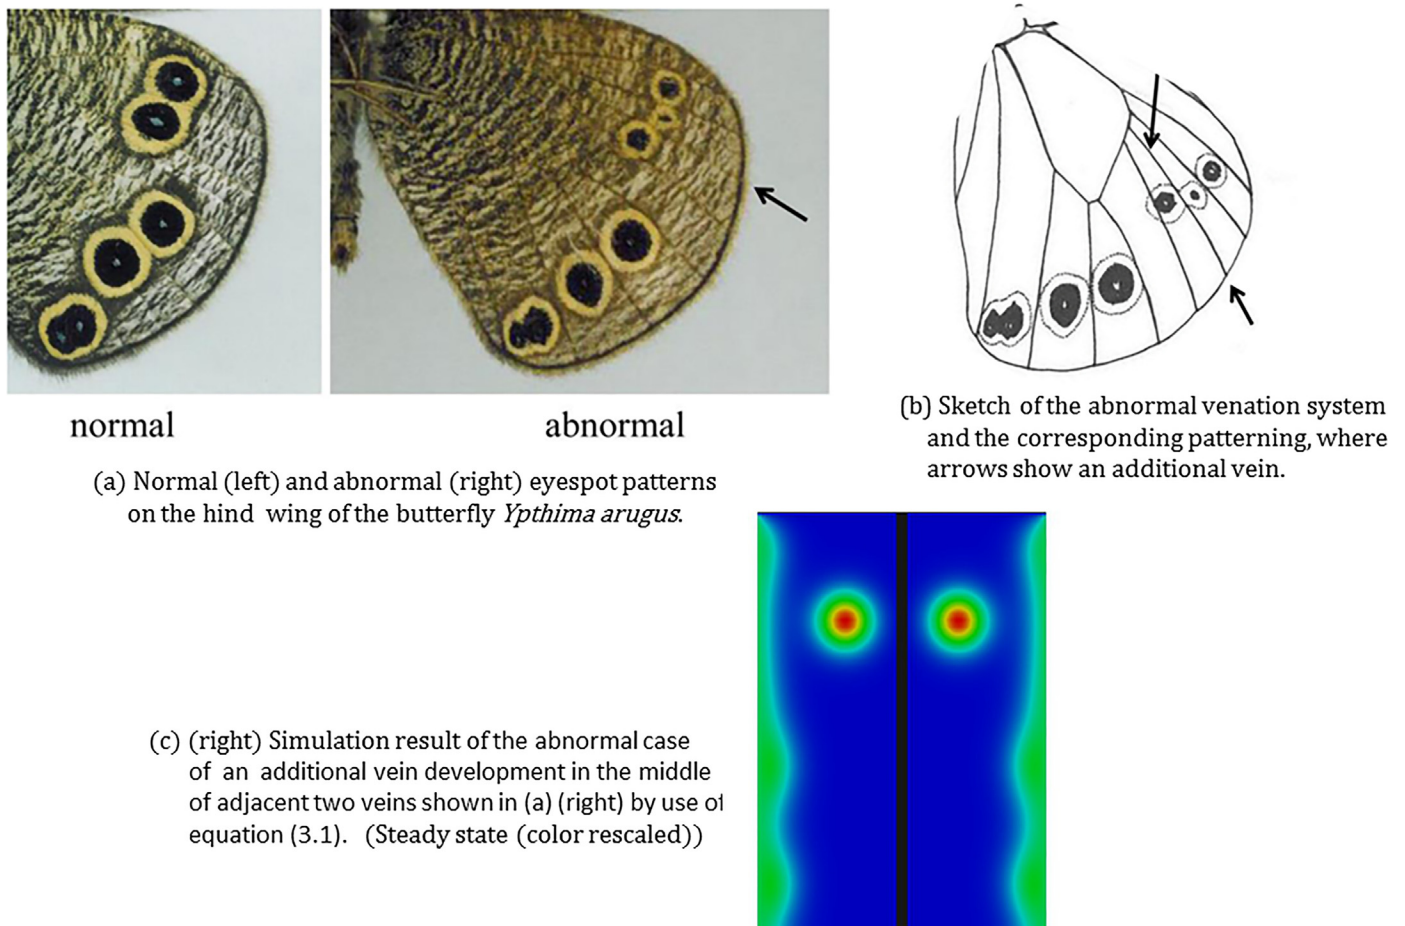 normal
abnormal
(a) Normal (left) and abnormal (right) eyespot patterns
on the hind wing of the butterfly Ypthima arugus.
(b) Sketch of the abnormal venation system
and the corresponding patterning, where
arrows show an additional vein.
(c) (right) Simulation result of the abnormal case
of an additional vein development in the middle
of adjacent two veins shown in (a) (right) by use of
equation (3.1). (Steady state (color rescaled))